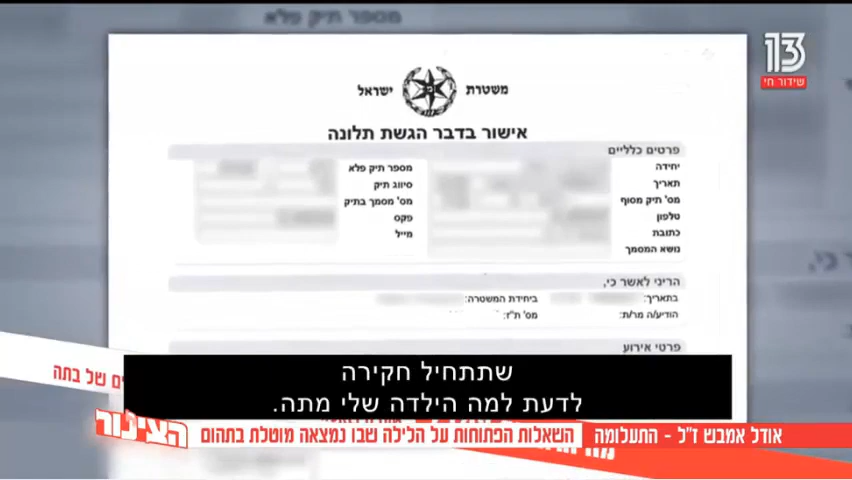 מספר תיק פלא
13
שידור חי
משטרת ישראל
אישור בדבר הגשת תלונה
פרטים כלליים
יחידה
מספר תיק פלא
תאריך
סיווג תיק
מס' תיק מסוף
מס' מסמך בתיק
טלפון
פקס
כתובת
מייל
נושא המסמך
הריני לאשר כי,
כי,
בתאריך:
ביחידת המשטרה:
הודיע/ה מר/ת:
מס' ת"ז:
פרטי אירוע
שתתחיל חקירה
לדעת למה הילדה שלי מתה.
של בתה
הצינור
אודל אמבש ז"ל - התעלומה
השאלות הפתוחות על הלילה שבו נמצאה מוטלת בתהום